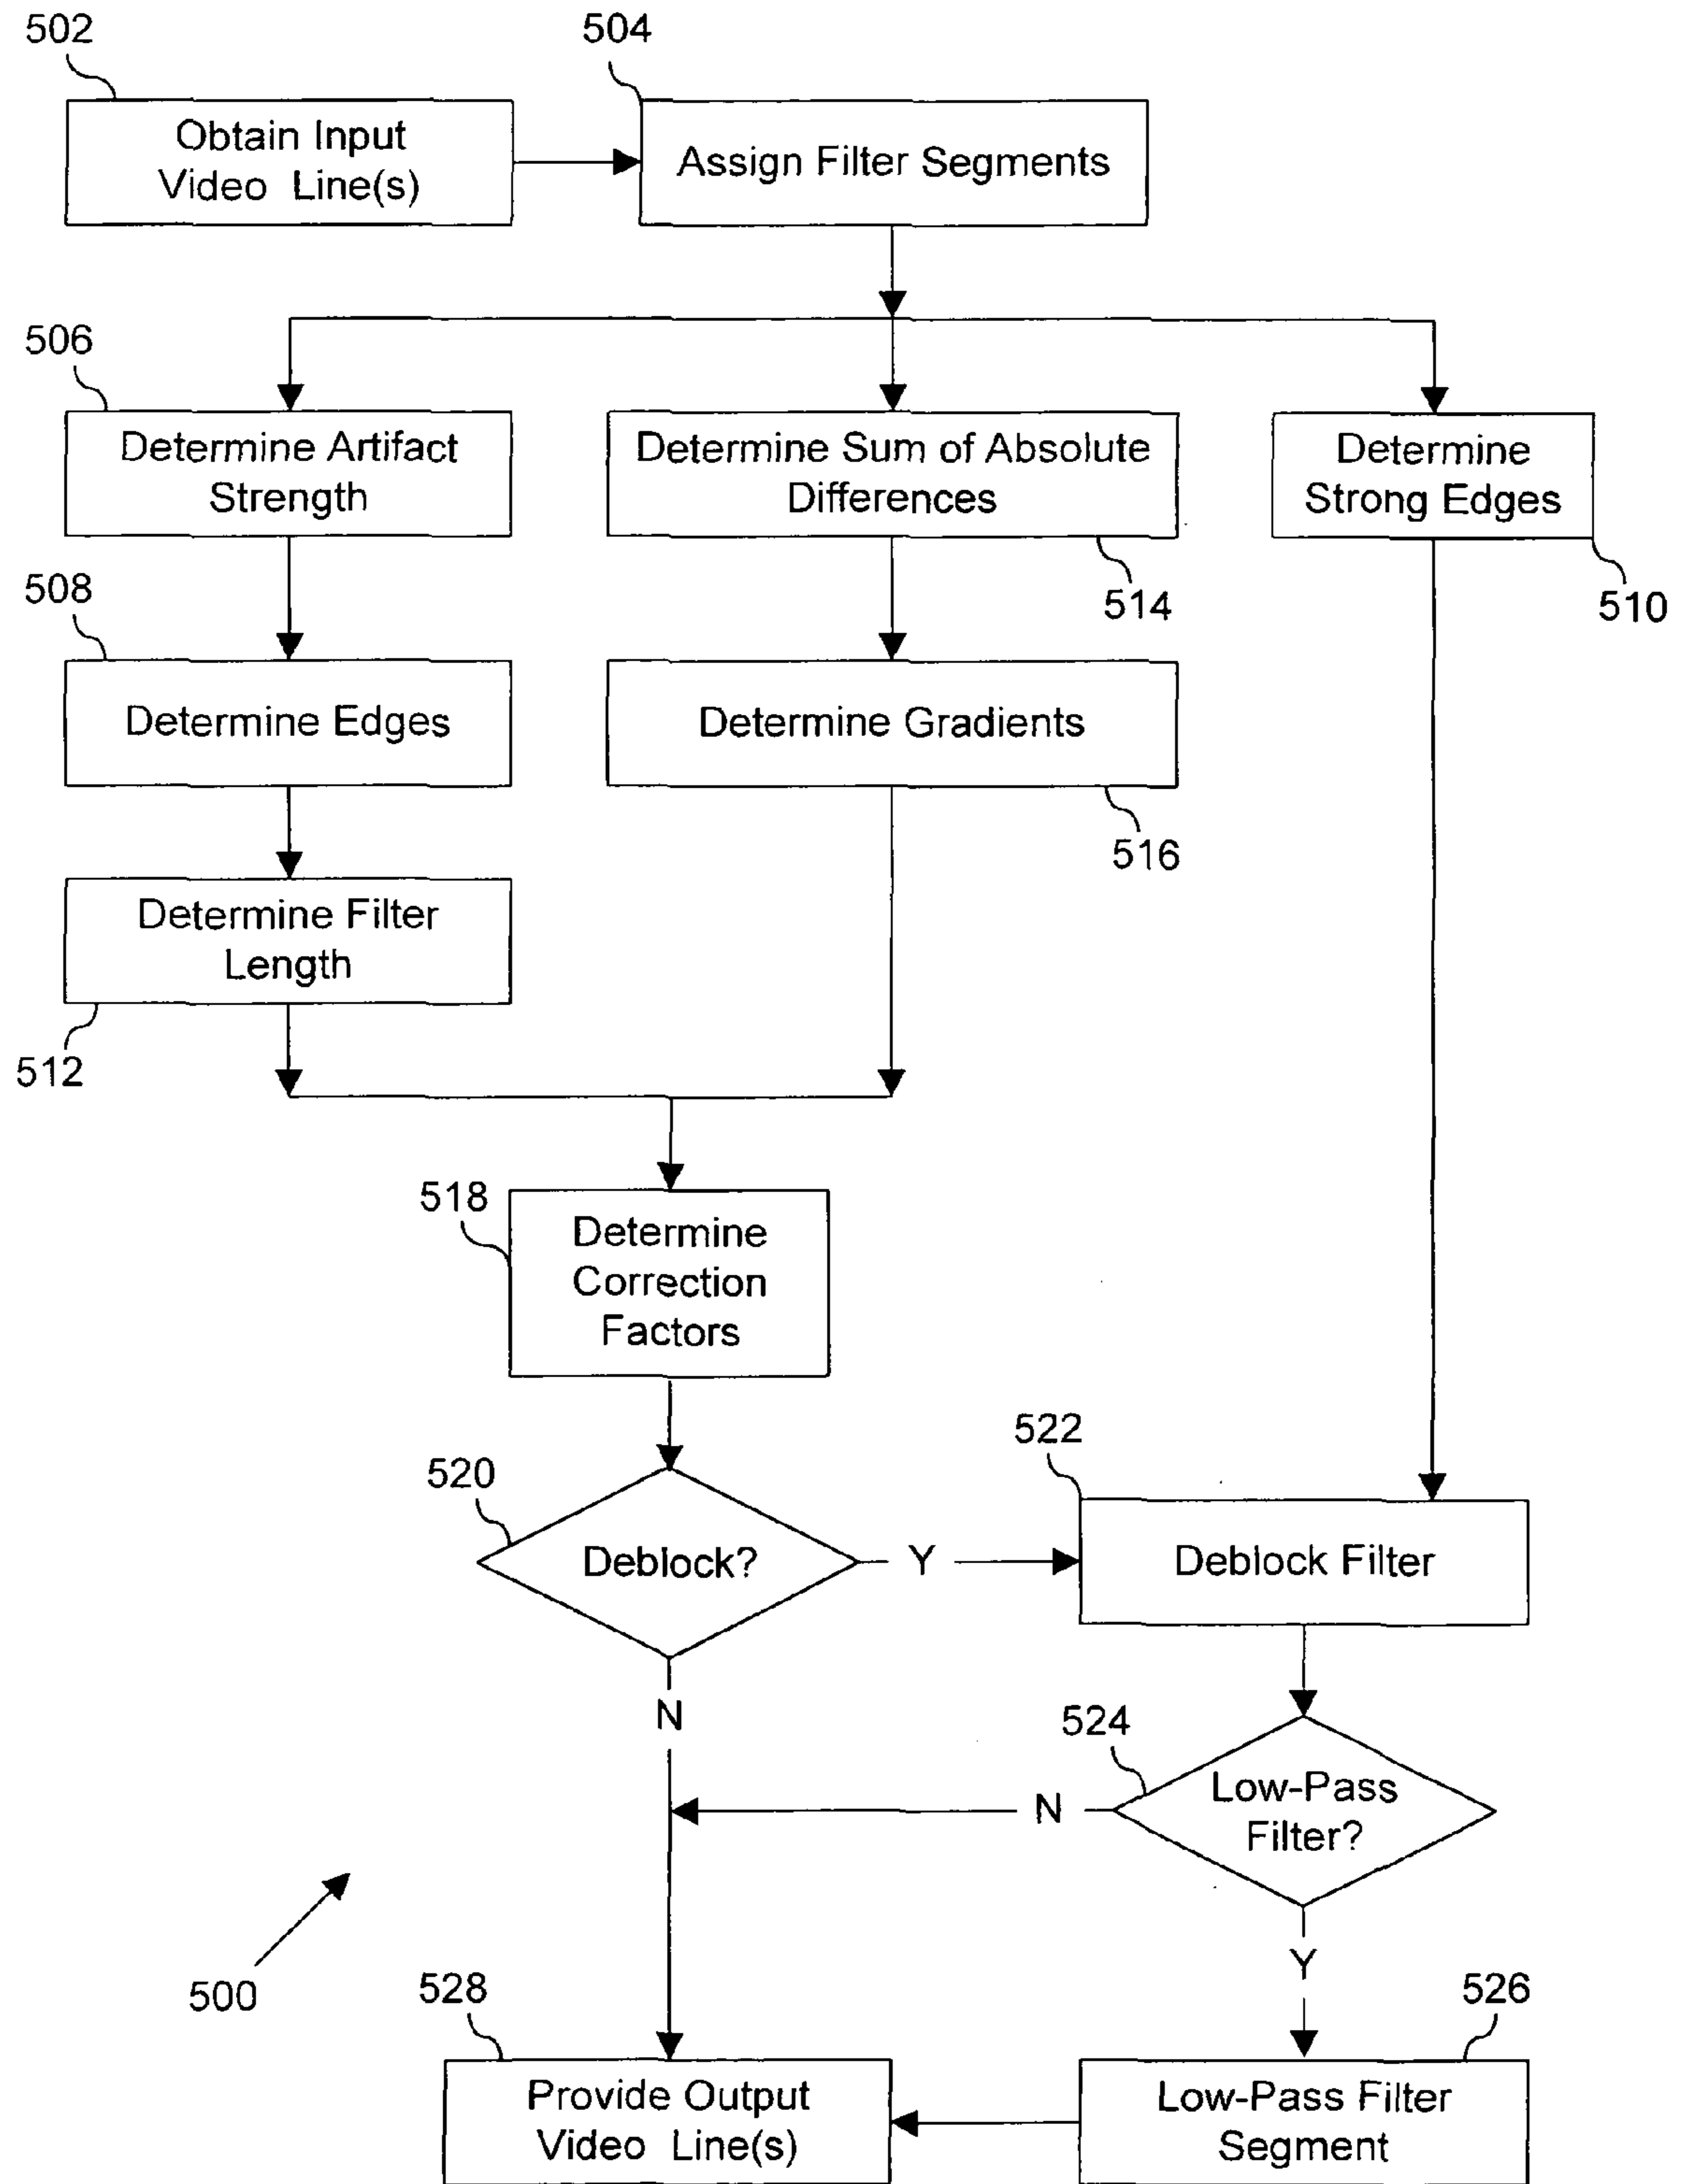 502
504
Obtain Input
Video Line(s)
Assign Filter Segments
506
Determine Artifact
Strength
Determine Sum of Absolute
Differences
Determine
Strong Edges
514
510
508
Determine Edges
Determine Gradients
516
Determine Filter
Length
512
518
Determine
Correction
Factors
520
522
Deblock?
Y
Deblock Filter
N
524
Low-Pass
Filter?
N
Y
500
528
526
Provide Output
Video Line(s)
Low-Pass Filter
Segment